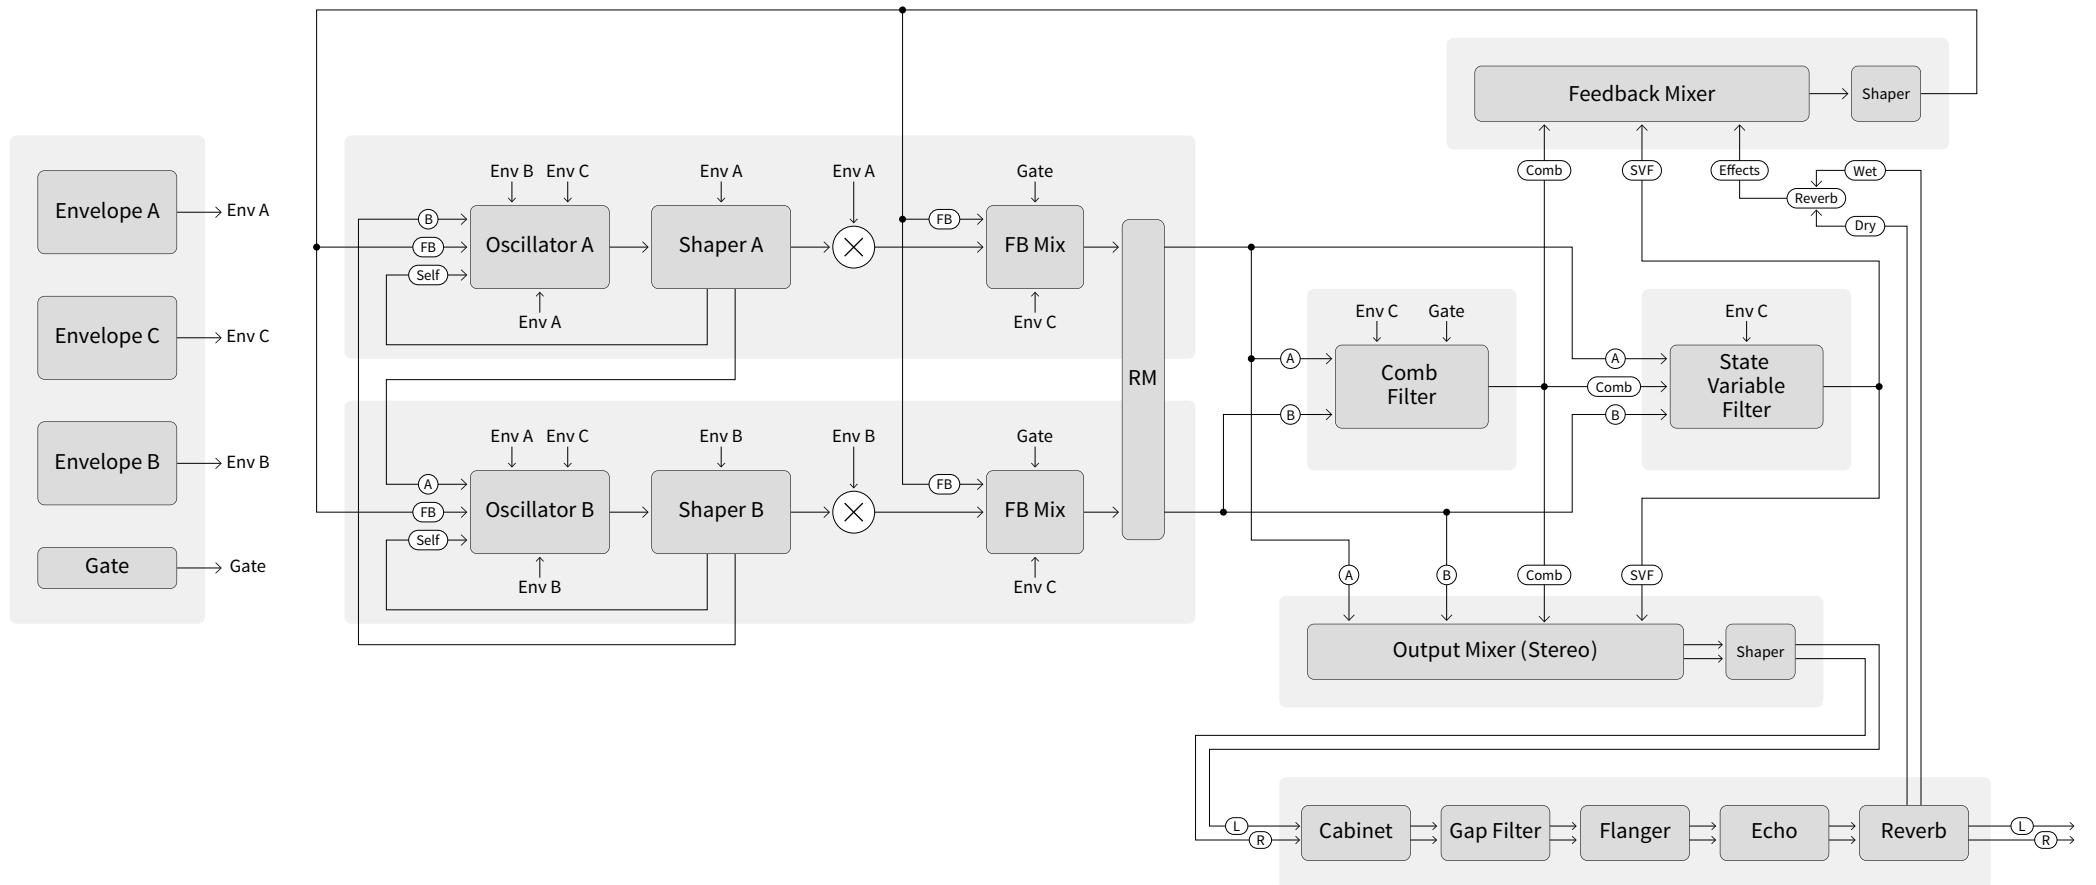 Feedback Mixer
Shaper
Comb
SVF
Effects
Wet
Reverb
Dry
Envelope A
Env A
Envelope C
Env C
Envelope B
Env B
Gate
Gate
Env B
Env C
Env A
Env A
Gate
B
FB
Self
Oscillator A
Shaper A
FB
FB Mix
Env A
Env C
RM
Env A
Env C
Env B
Env B
Gate
A
FB
Self
Oscillator B
Shaper B
FB
FB Mix
Env B
Env C
Env C
Gate
A
B
Comb
Filter
Env C
A
Comb
B
State
Variable
Filter
A
B
Comb
SVF
Output Mixer (Stereo)
Shaper
L
R
Cabinet
Gap Filter
Flanger
Echo
Reverb
L
R